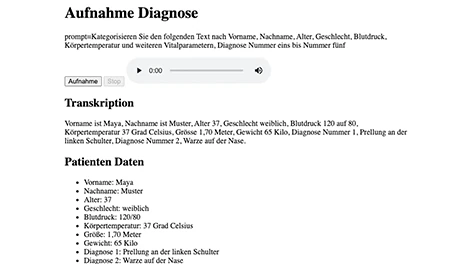 Aufnahme Diagnose
prompt=Kategorisieren Sie den folgenden Text nach Vorname, Nachname, Alter, Geschlecht, Blutdruck,
Körpertemperatur und weiteren Vitalparametern, Diagnose Nummer eins bis Nummer fünf
Aufnahme Stop 0:00
Transkription
Vorname ist Maya, Nachname ist Muster, Alter 37, Geschlecht weiblich, Blutdruck 120 auf 80,
Körpertemperatur 37 Grad Celsius, Grösse 1,70 Meter, Gewicht 65 Kilo, Diagnose Nummer 1, Prellung an der
linken Schulter, Diagnose Nummer 2, Warze auf der Nase.
Patienten Daten
• Vorname: Maya
• Nachname: Muster
• Alter: 37
• Geschlecht: weiblich
• Blutdruck: 120/80
• Körpertemperatur: 37 Grad Celsius
• Größe: 1,70 Meter
• Gewicht: 65 Kilo
• Diagnose 1: Prellung an der linken Schulter
• Diagnose 2: Warze auf der Nase